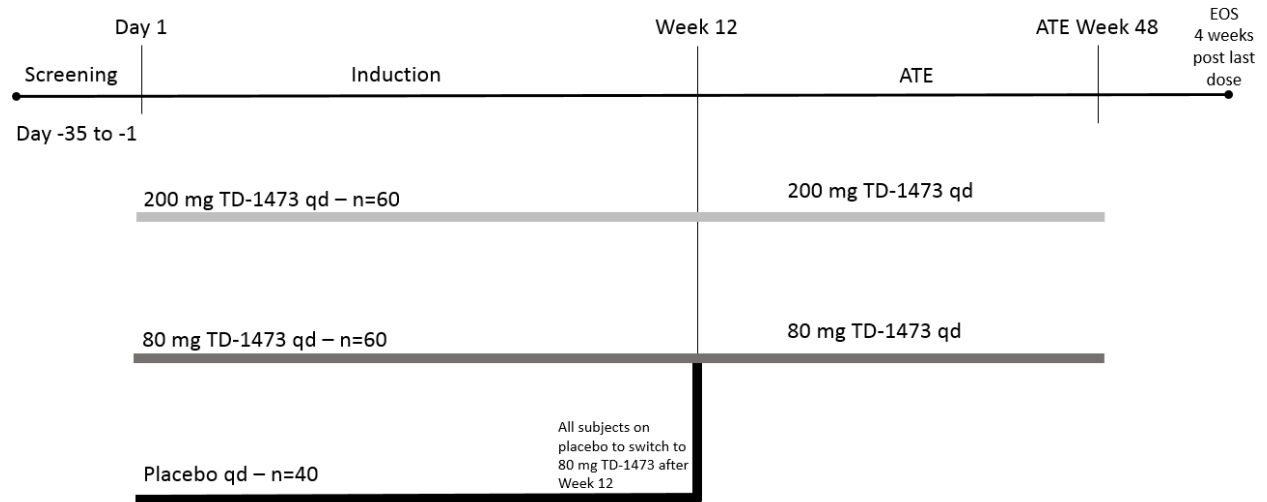 Day 1
Week 12
ATE Week 48
EOS
4 weeks
post last
dose
Screening
Induction
ATE
Day -35 to -1
200 mg TD-1473 qd – n=60
200 mg TD-1473 qd
80 mg TD-1473 qd – n=60
80 mg TD-1473 qd
All subjects on
placebo to switch to
80 mg TD-1473 after
Week 12
Placebo qd – n=40